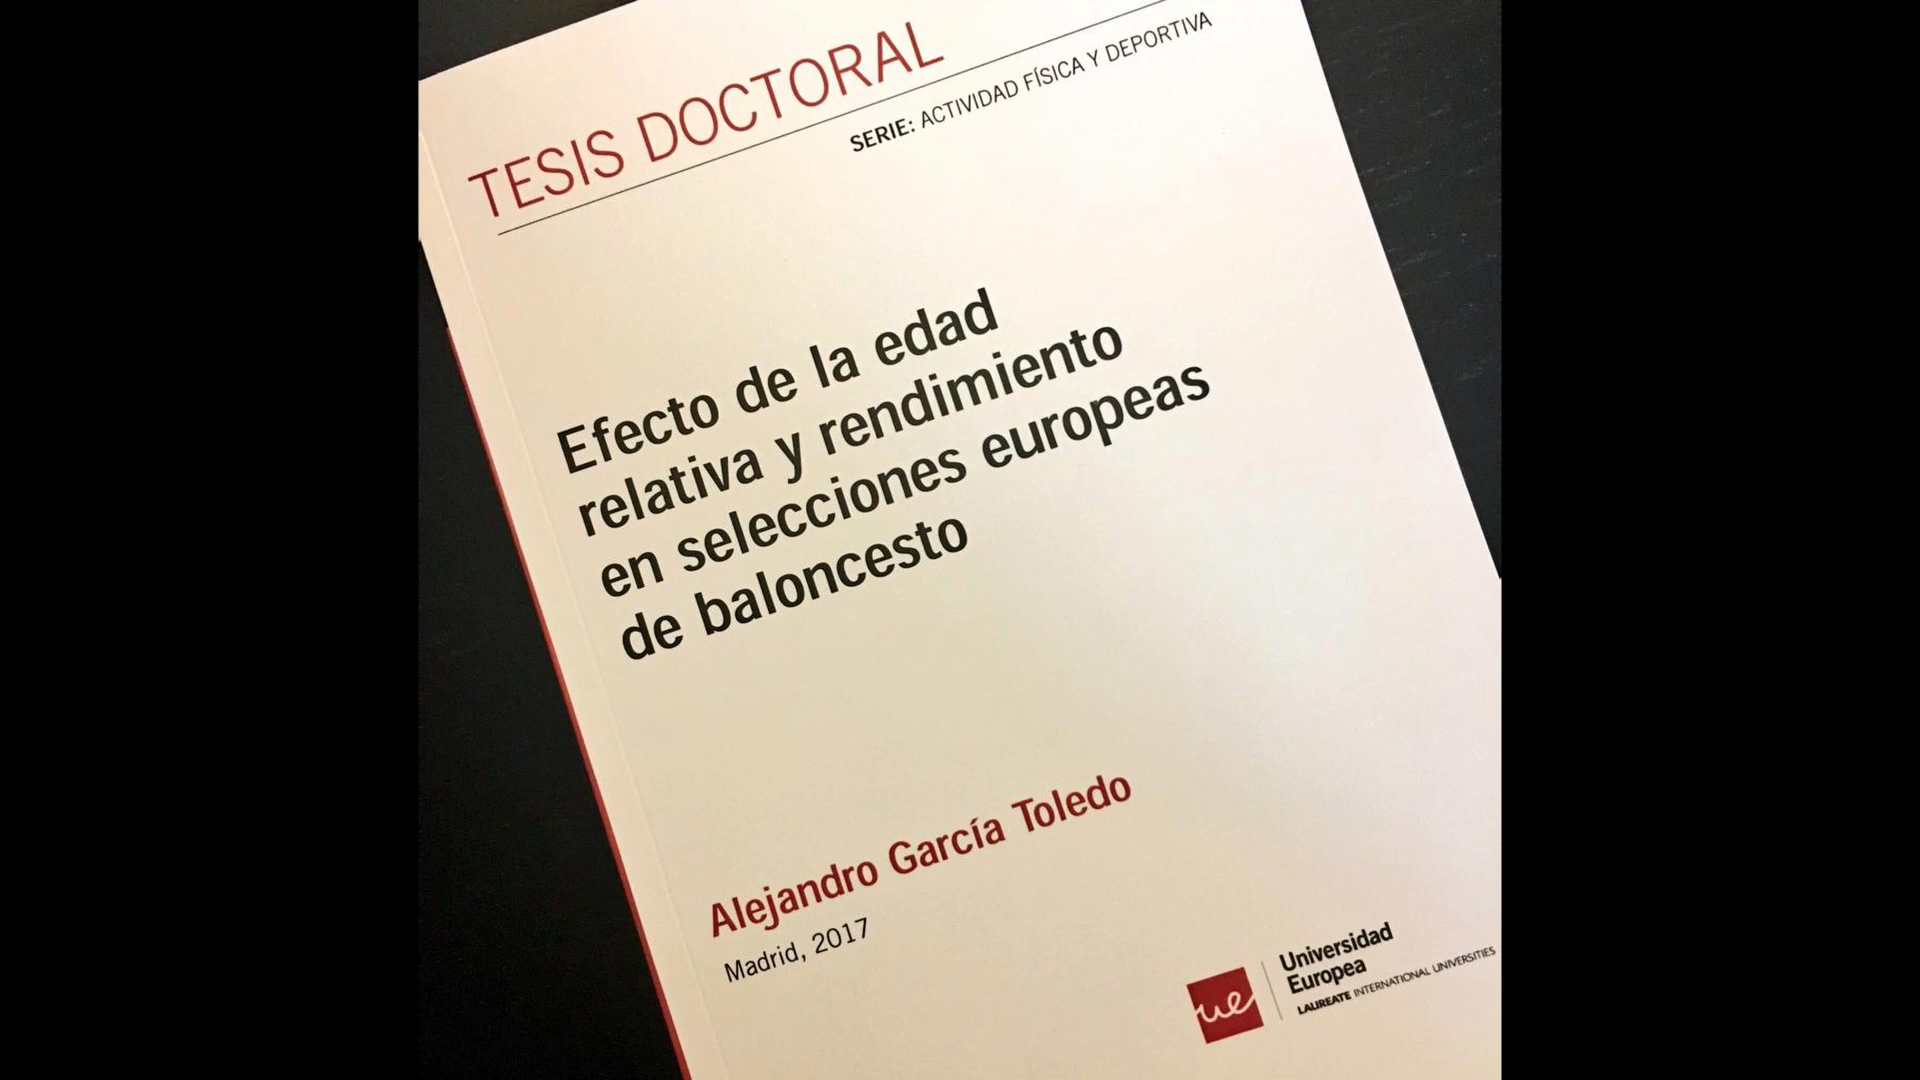 TESIS DOCTORAL
SERIE: ACTIVIDAD FÍSICA Y DEPORTIVA
Efecto de la edad
relativa y rendimiento
en selecciones europeas
de baloncesto
Alejandro García Toledo
Madrid, 2017
ue
Universidad
Europea
LAUREATE INTERNATIONAL UNIVERSITIES